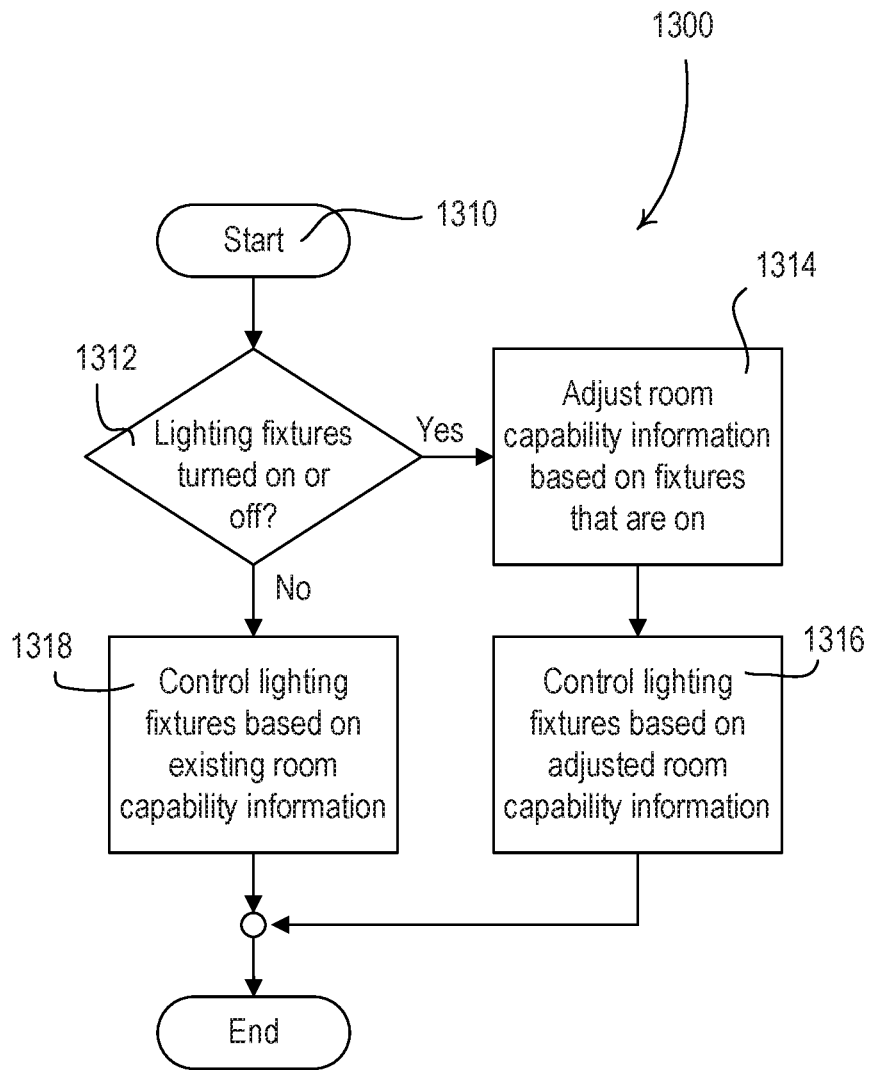 1300
1310
Start
1314
1312
Lighting fixtures
turned on or
off?
Yes
Adjust room
capability information
based on fixtures
that are on
No
1318
Control lighting
fixtures based on
existing room
capability information
1316
Control lighting
fixtures based on
adjusted room
capability information
End